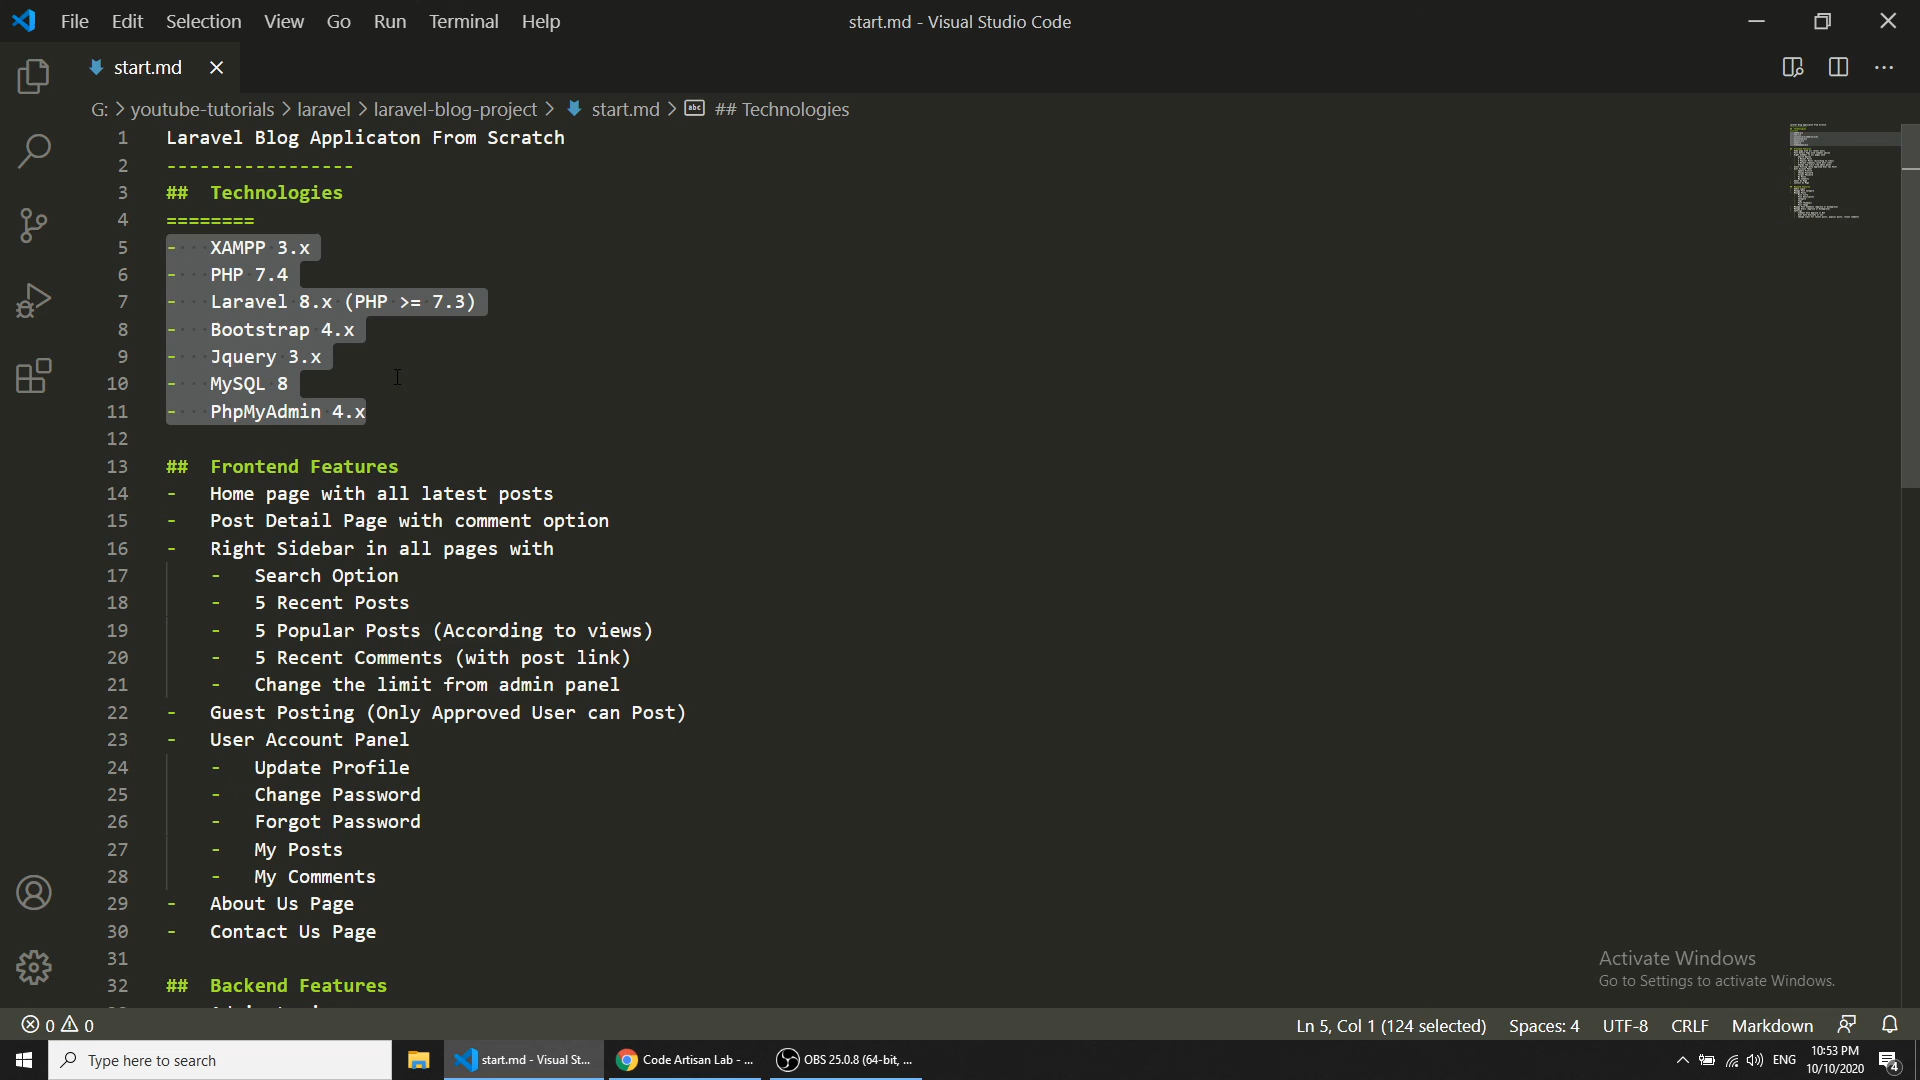 File Edit Selection View Go Run Terminal Help
start.md - Visual Studio Code
start.md
G: > youtube-tutorials > laravel > laravel-blog-project > start.md > abc ## Technologies
1 Laravel Blog Applicaton From Scratch
2 -----------------
3 ## Technologies
4 ========
5 - XAMPP 3.x
6 - PHP 7.4
7 - Laravel 8.x (PHP >= 7.3)
8 - Bootstrap 4.x
9 - Jquery 3.x
10 - MySQL 8
11 - PhpMyAdmin 4.x
12
13 ## Frontend Features
14 - Home page with all latest posts
15 - Post Detail Page with comment option
16 - Right Sidebar in all pages with
17 - Search Option
18 - 5 Recent Posts
19 - 5 Popular Posts (According to views)
20 - 5 Recent Comments (with post link)
21 - Change the limit from admin panel
22 - Guest Posting (Only Approved User can Post)
23 - User Account Panel
24 - Update Profile
25 - Change Password
26 - Forgot Password
27 - My Posts
28 - My Comments
29 - About Us Page
30 - Contact Us Page
31
32 ## Backend Features
Activate Windows
Go to Settings to activate Windows.
0 0
Ln 5, Col 1 (124 selected) Spaces: 4 UTF-8 CRLF Markdown
Type here to search
start.md - Visual St...
Code Artisan Lab - ...
OBS 25.0.8 (64-bit, ...
ENG
10:53 PM
10/10/2020
4